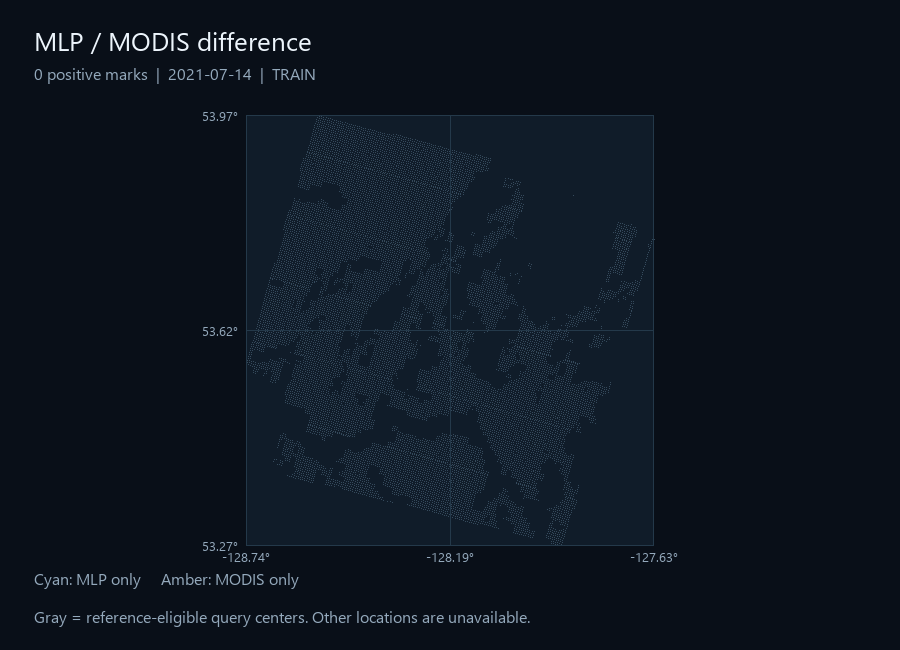 MLP / MODIS difference
0 positive marks | 2021-07-14 | TRAIN
53.97°
53.62°
53.27°
-128.74° -128.19° -127.63°
Cyan: MLP only Amber: MODIS only
Gray = reference-eligible query centers. Other locations are unavailable.